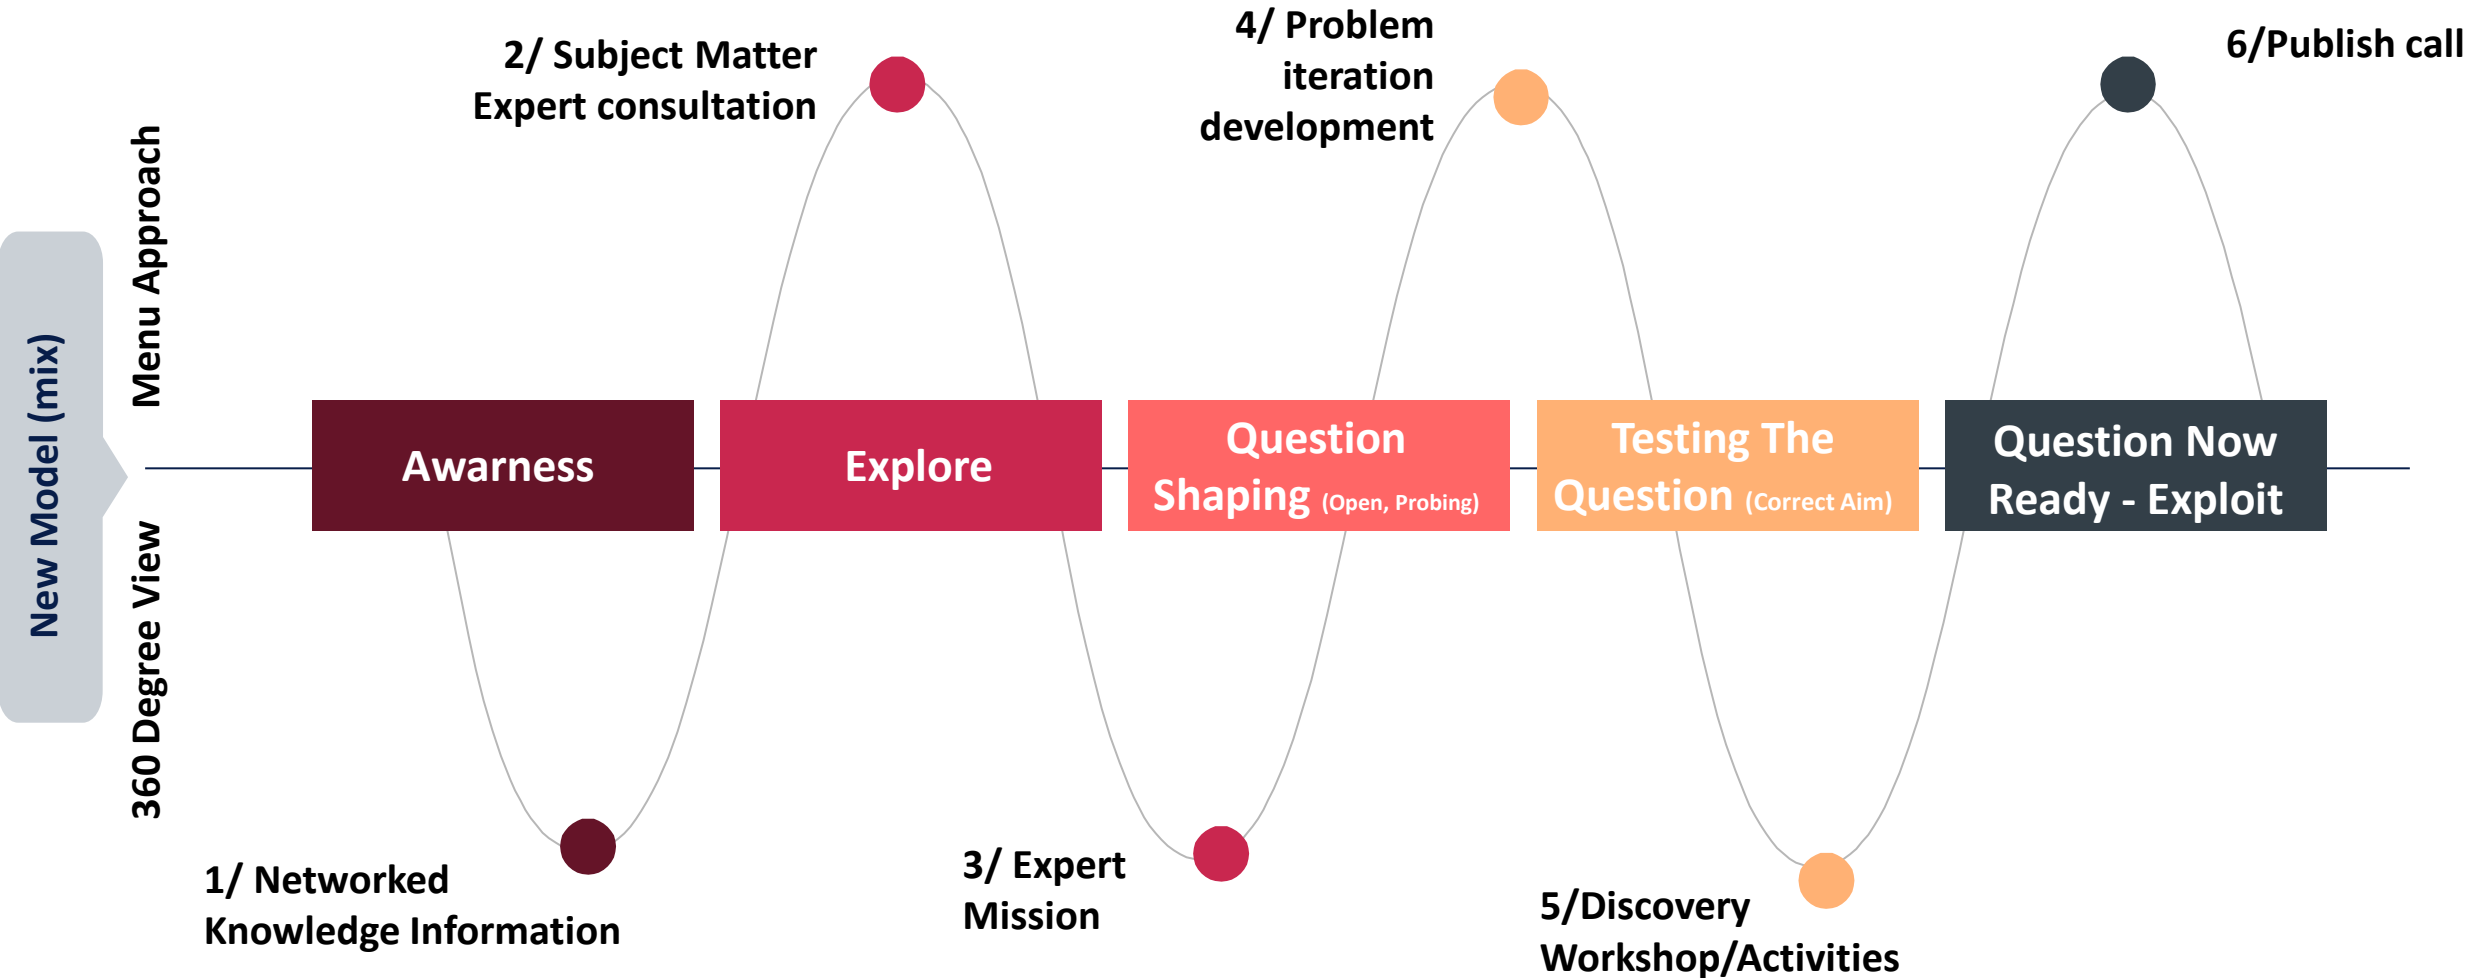 New Model (mix)
Menu Approach
360 Degree View
2/ Subject Matter
Expert consultation
4/ Problem
iteration
development
6/Publish call
Awarness
Explore
Question
Shaping (Open, Probing)
Testing The
Question (Correct Aim)
Question Now
Ready - Exploit
1/ Networked
Knowledge Information
3/ Expert
Mission
5/Discovery
Workshop/Activities